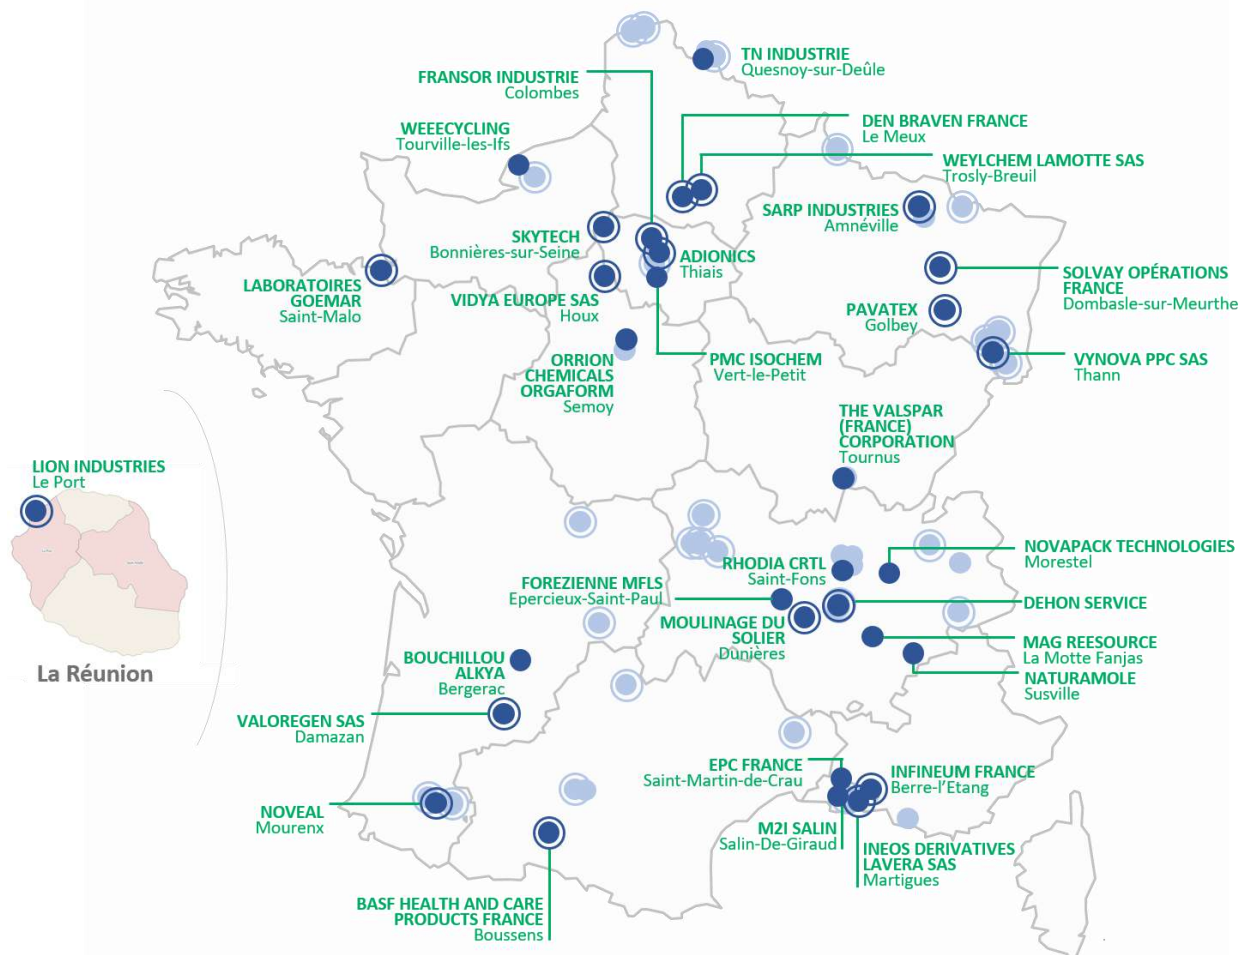 TN INDUSTRIE
Quesnoy-sur-Deûle
FRANSOR INDUSTRIE
Colombes
DEN BRAVEN FRANCE
Le Meux
WEEECYCLING
Tourville-les-Ifs
WEYLCHEM LAMOTTE SAS
Trosly-Breuil
SARP INDUSTRIES
Amnéville
SKYTECH
Bonnières-sur-Seine
ADIONICS
Thiais
LABORATOIRES
GOEMAR
Saint-Malo
SOLVAY OPÉRATIONS
FRANCE
Dombasle-sur-Meurthe
VIDYA EUROPE SAS
Houx
PAVATEX
Golbey
ORRION
CHEMICALS
ORGAFORM
Semoy
PMC ISOCHEM
Vert-le-Petit
VYNOVA PPC SAS
Thann
THE VALSPAR
(FRANCE)
CORPORATION
Tournus
LION INDUSTRIES
Le Port
La Réunion
NOVAPACK TECHNOLOGIES
Morestel
RHODIA CRTL
Saint-Fons
FOREZIENNE MFLS
Epercieux-Saint-Paul
DEHON SERVICE
MOULINAGE DU
SOLIER
Dunières
MAG REESOURCE
La Motte Fanjas
NATURAMOLE
Susville
BOUCHILLOU
ALKYA
Bergerac
VALOREGEN SAS
Damazan
EPC FRANCE
Saint-Martin-de-Crau
INFINEUM FRANCE
Berre-l’Etang
NOVEAL
Mourenx
M2I SALIN
Salin-De-Giraud
INEOS DERIVATIVES
LAVERA SAS
Martigues
BASF HEALTH AND CARE
PRODUCTS FRANCE
Boussens